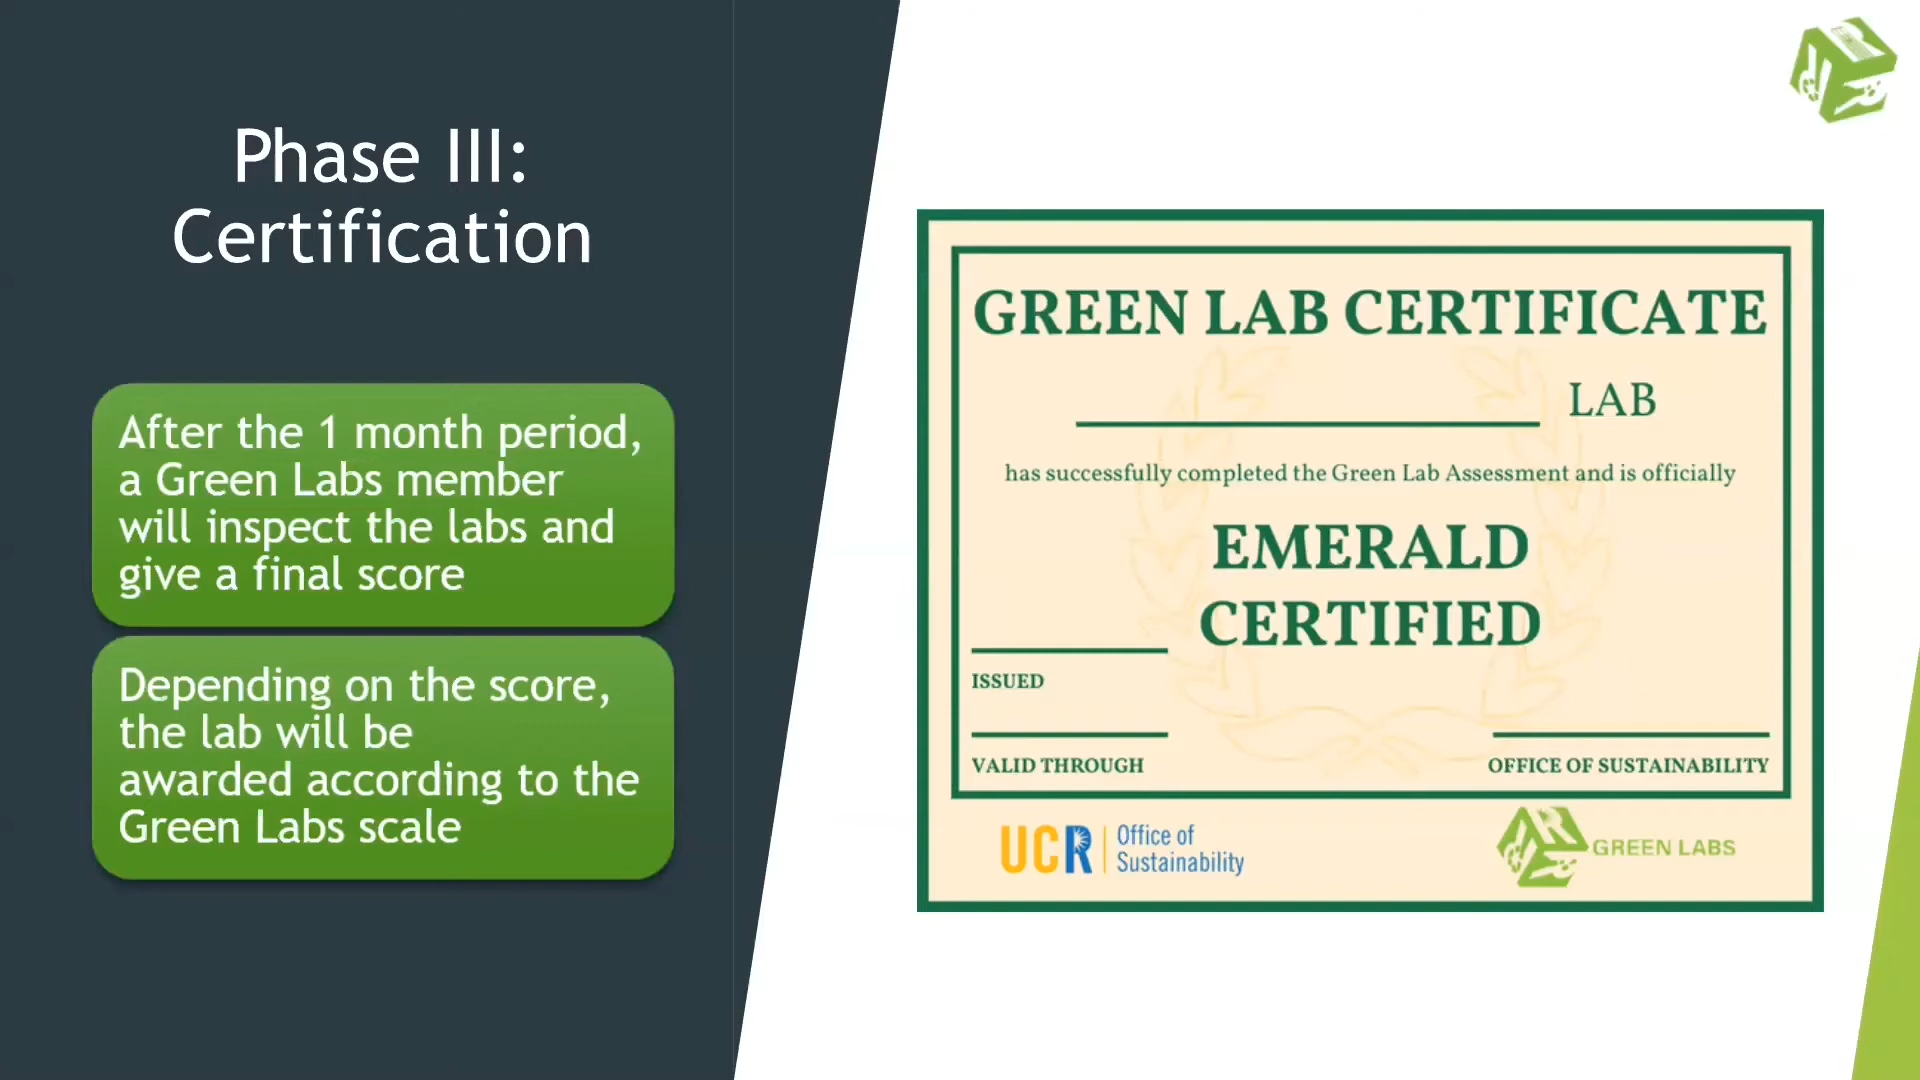 Phase III:
Certification
After the 1 month period,
a Green Labs member
will inspect the labs and
give a final score
Depending on the score,
the lab will be
awarded according to the
Green Labs scale
GREEN LAB CERTIFICATE
LAB
has successfully completed the Green Lab Assessment and is officially
EMERALD
CERTIFIED
ISSUED
VALID THROUGH
OFFICE OF SUSTAINABILITY
UCR
Office of
Sustainability
GREEN LABS